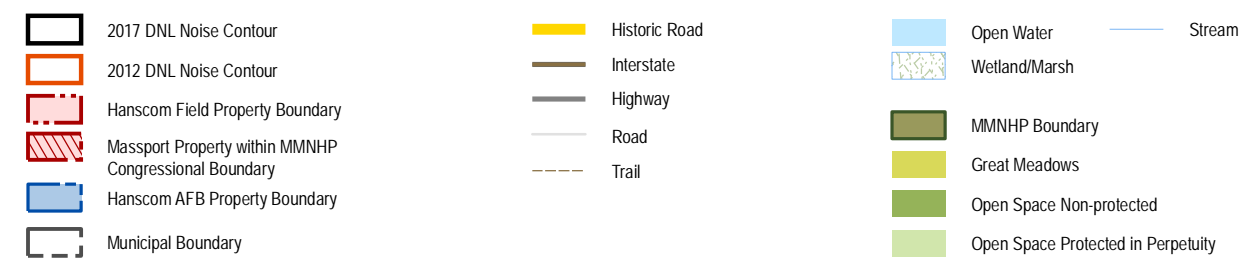 2017 DNL Noise Contour
2012 DNL Noise Contour
Hanscom Field Property Boundary
Massport Property within MMNHP
Congressional Boundary
Hanscom AFB Property Boundary
Municipal Boundary
Historic Road
Interstate
Highway
Road
Trail
Open Water
Stream
Wetland/Marsh
MMNHP Boundary
Great Meadows
Open Space Non-protected
Open Space Protected in Perpetuity